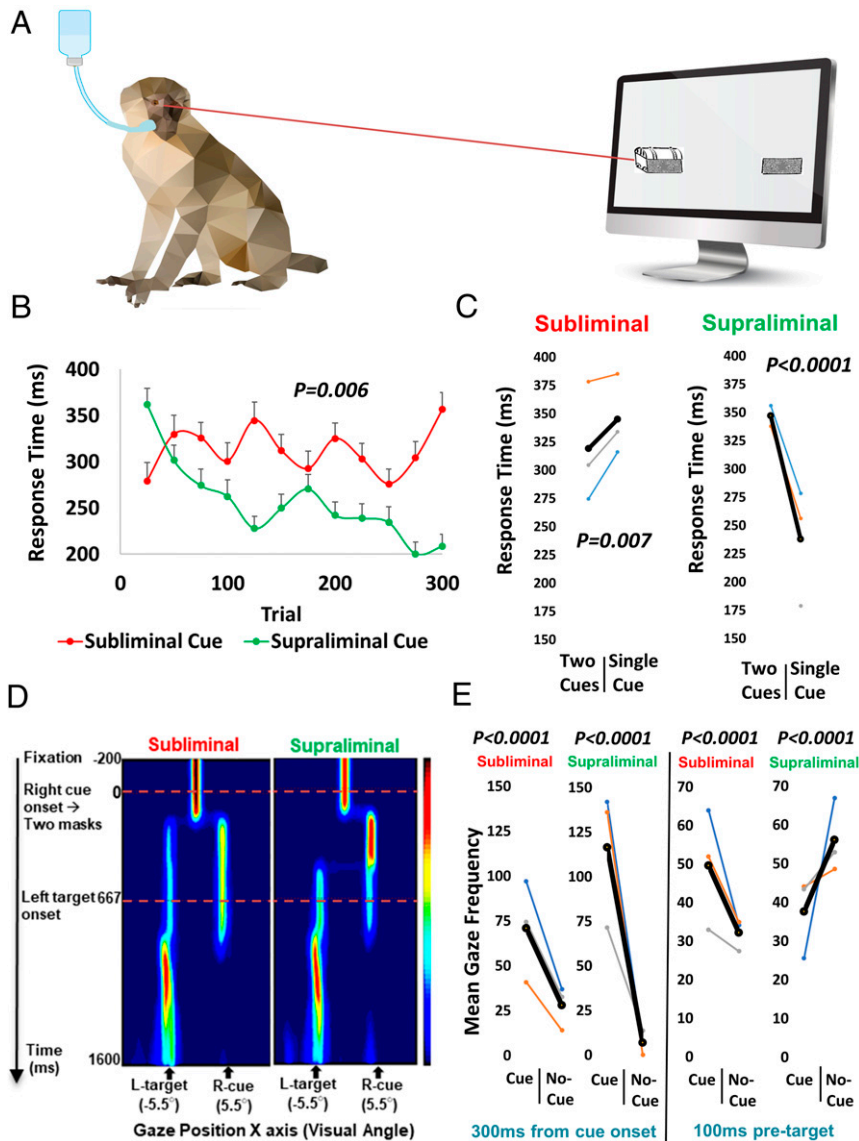 A
B
400
350
300
250
200
Response Time (ms)
P=0.006
0
100
200
300
Trial
Subliminal Cue
Supraliminal Cue
C
Subliminal
Supraliminal
400
375
350
325
300
275
250
225
200
175
150
Response Time (ms)
P=0.007
Two Single
Cues Cue
400
375
350
325
300
275
250
225
200
175
150
Response Time (ms)
P<0.0001
Two Single
Cues Cue
D
Subliminal
Supraliminal
Fixation
-200
Right cue
onset →
0
Two masks
Left target
onset
667
Time
(ms)
1600
L-target
(-5.5°)
R-cue
(5.5°)
L-target
(-5.5°)
R-cue
(5.5°)
Gaze Position X axis (Visual Angle)
E
P<0.0001 P<0.0001 P<0.0001 P<0.0001
Subliminal
Supraliminal
Subliminal
Supraliminal
Mean Gaze Frequency
150
125
100
75
50
25
0
150
125
100
75
50
25
0
70
60
50
40
30
20
10
0
70
60
50
40
30
20
10
0
Cue No-
Cue
Cue No-
Cue
Cue No-
Cue
Cue No-
Cue
300ms from cue onset
100ms pre-target